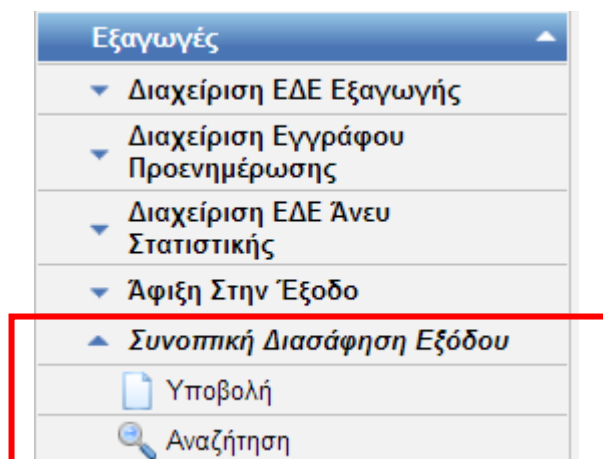 Εξαγωγές
Διαχείριση ΕΔΕ Εξαγωγής
Διαχείριση Εγγράφου
Προενημέρωσης
Διαχείριση ΕΔΕ Άνευ
Στατιστικής
Άφιξη Στην Έξοδο
Συνοπτική Διασάφηση Εξόδου
Υποβολή
Αναζήτηση